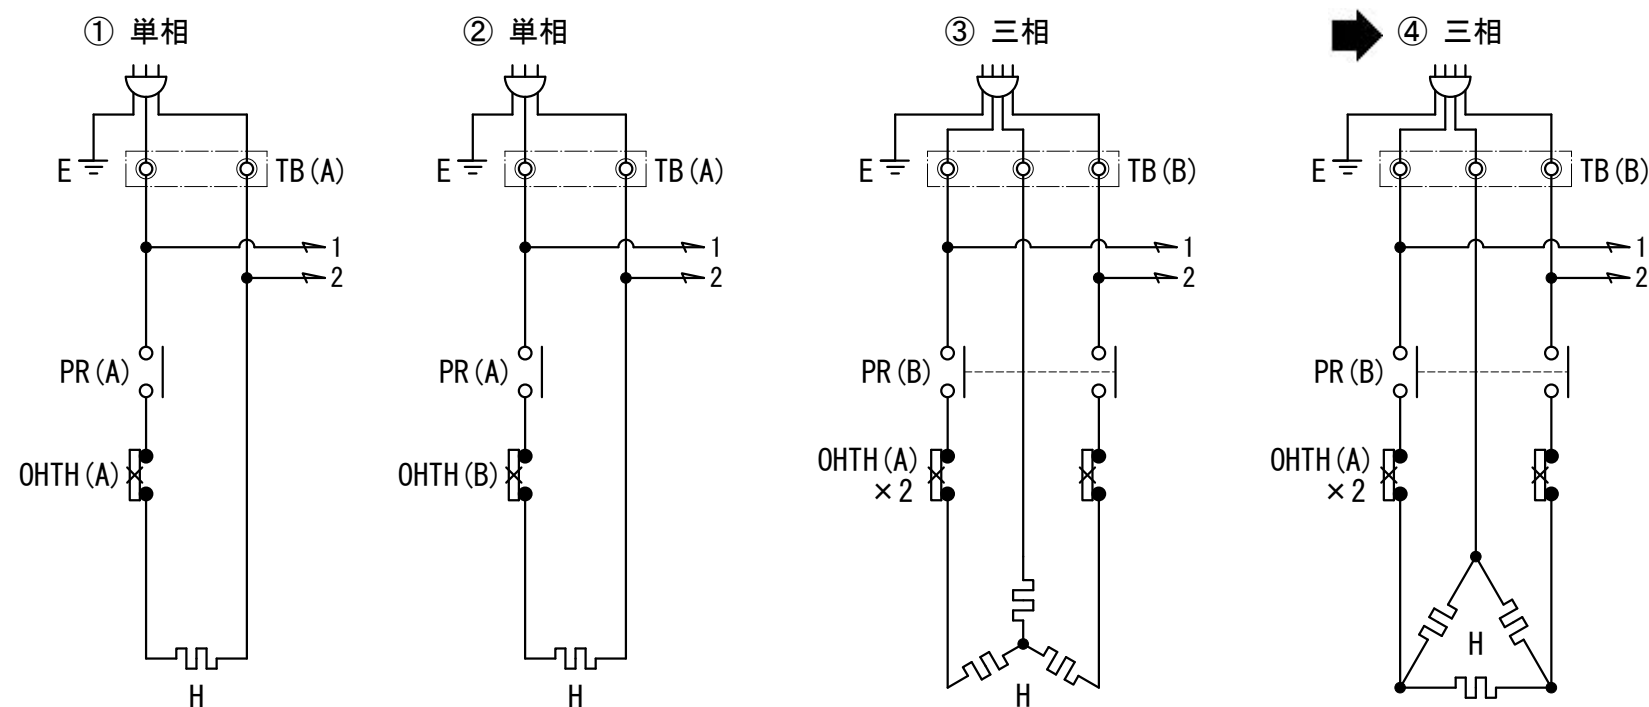 ① 単相
② 単相
③ 三相
④ 三相
E
TB(A)
E
TB(A)
E
TB(B)
E
TB(B)
1
2
1
2
1
2
1
2
PR(A)
PR(A)
PR(B)
PR(B)
OHTH(A)
OHTH(B)
OHTH(A)
×2
OHTH(A)
×2
H
H
H
H